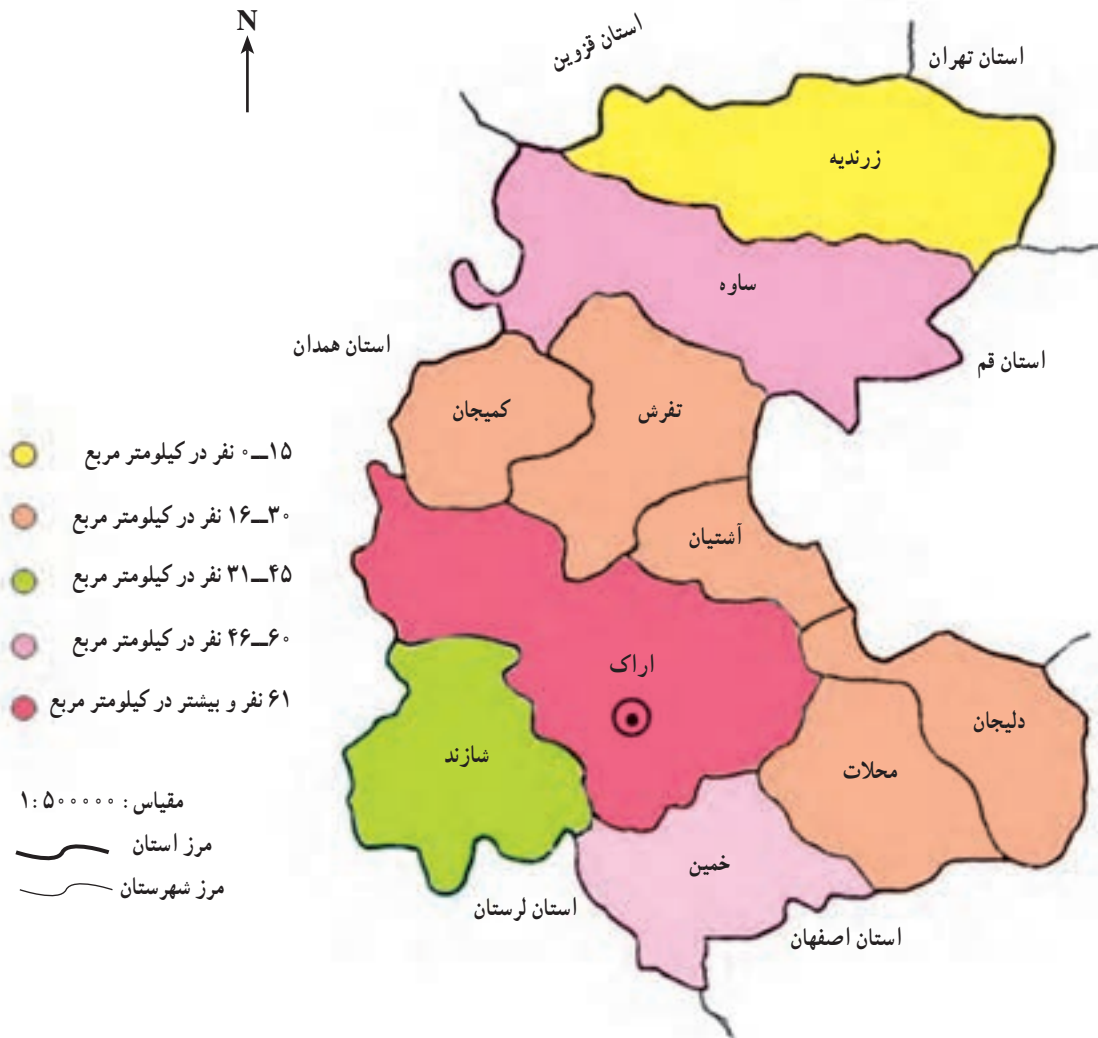 N
استان قزوین
استان تهران
زرندیه
ساوه
استان همدان
استان قم
کمیجان
تفرش
آشتیان
اراک
دلیجان
محلات
شازند
خمین
استان لرستان
استان اصفهان
۱۵ــ۰ نفر در کیلومتر مربع
۳۰ــ۱۶ نفر در کیلومتر مربع
۴۵ــ۳۱ نفر در کیلومتر مربع
۶۰ــ۴۶ نفر در کیلومتر مربع
۶۱ نفر و بیشتر در کیلومتر مربع
مقیاس : ۱:۵۰۰۰۰۰
مرز استان
مرز شهرستان